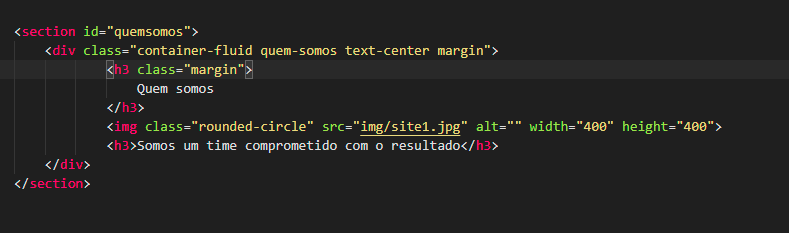 <section id="quemsomos">
<div class="container-fluid quem-somos text-center margin">
<h3 class="margin">
Quem somos
</h3>
<img class="rounded-circle" src="img/site1.jpg" alt="" width="400" height="400">
<h3>Somos um time comprometido com o resultado</h3>
</div>
</section>